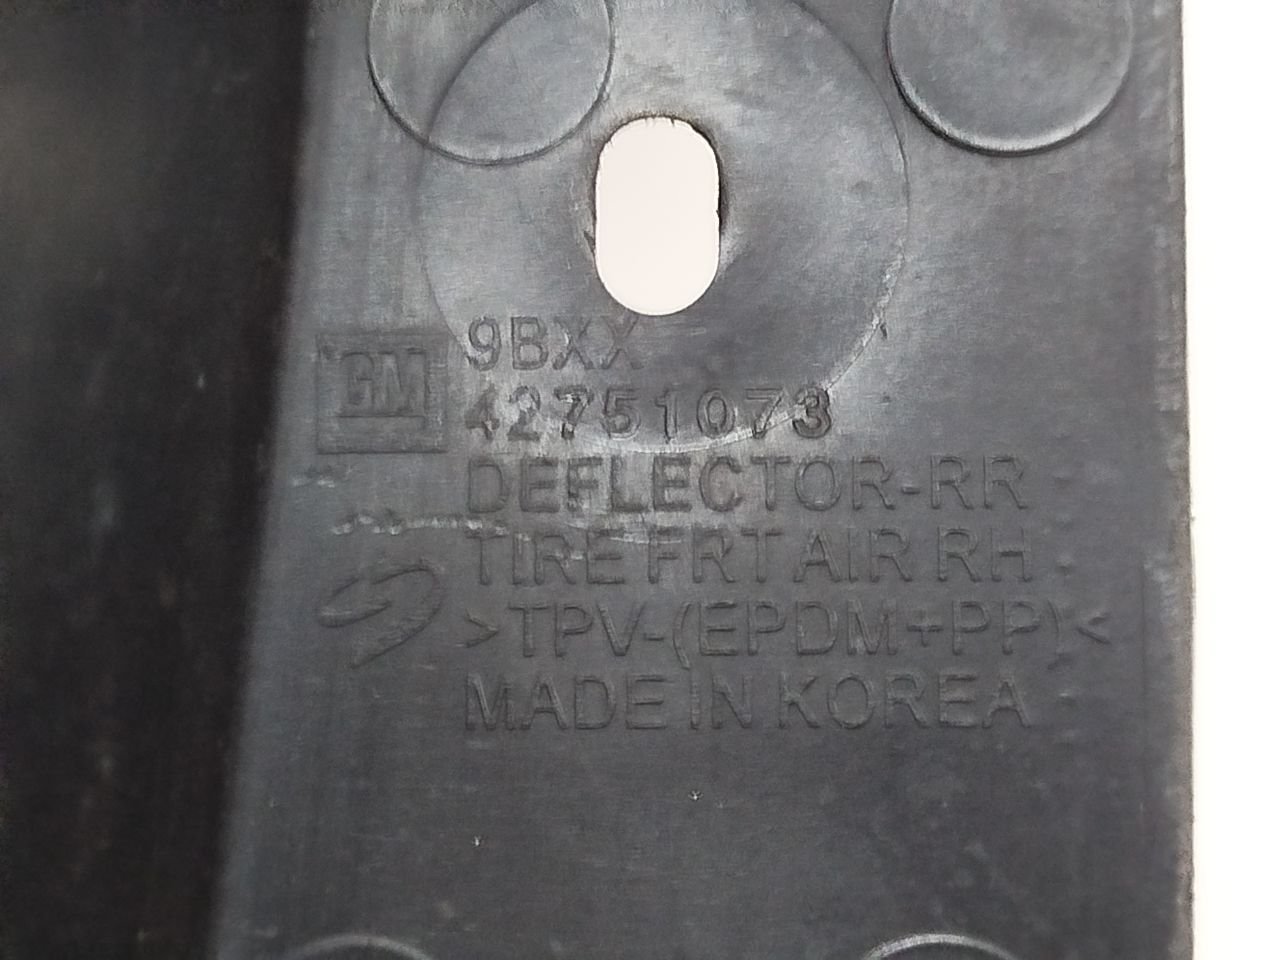 9BXX
GM
42751073
DEFLECTOR-RR
TIRE FRT AIR RH
>TPV-(EPDM+PP)<
MADE IN KOREA